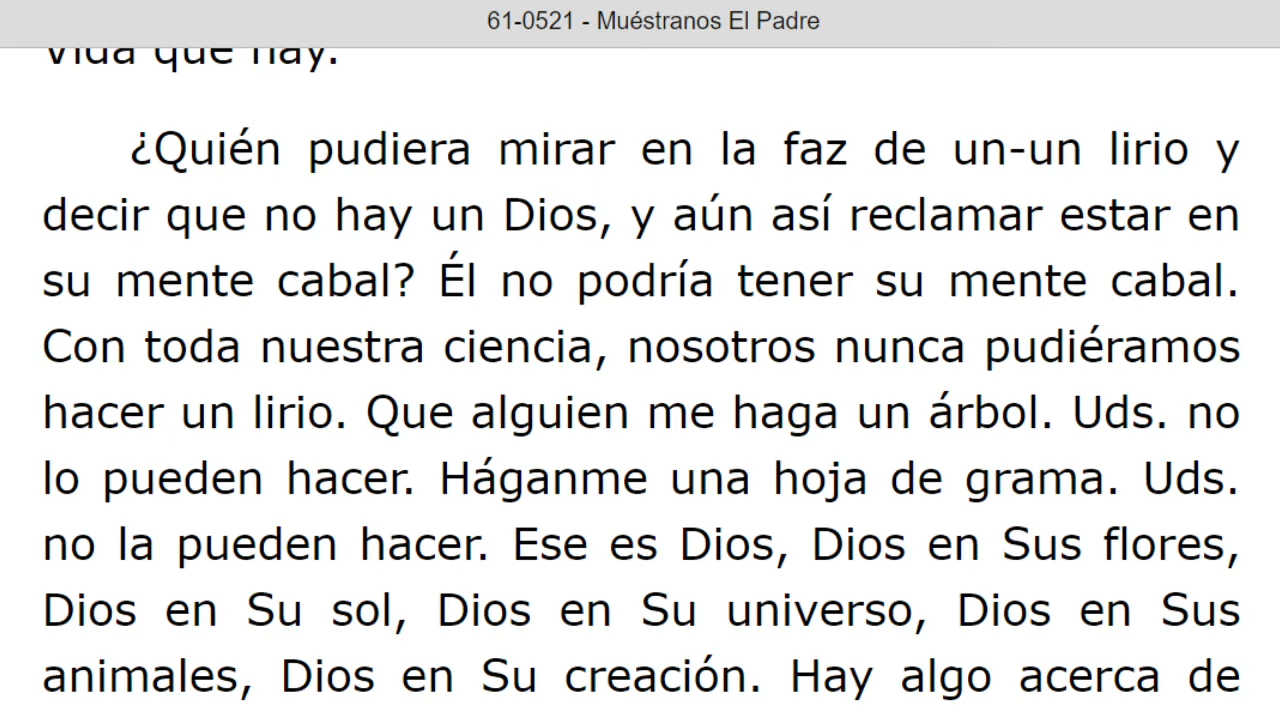 61-0521 - Muéstranos El Padre
Vida que hay.
¿Quién pudiera mirar en la faz de un-un lirio y
decir que no hay un Dios, y aún así reclamar estar en
su mente cabal? Él no podría tener su mente cabal.
Con toda nuestra ciencia, nosotros nunca pudiéramos
hacer un lirio. Que alguien me haga un árbol. Uds. no
lo pueden hacer. Háganme una hoja de grama. Uds.
no la pueden hacer. Ese es Dios, Dios en Sus flores,
Dios en Su sol, Dios en Su universo, Dios en Sus
animales, Dios en Su creación. Hay algo acerca de